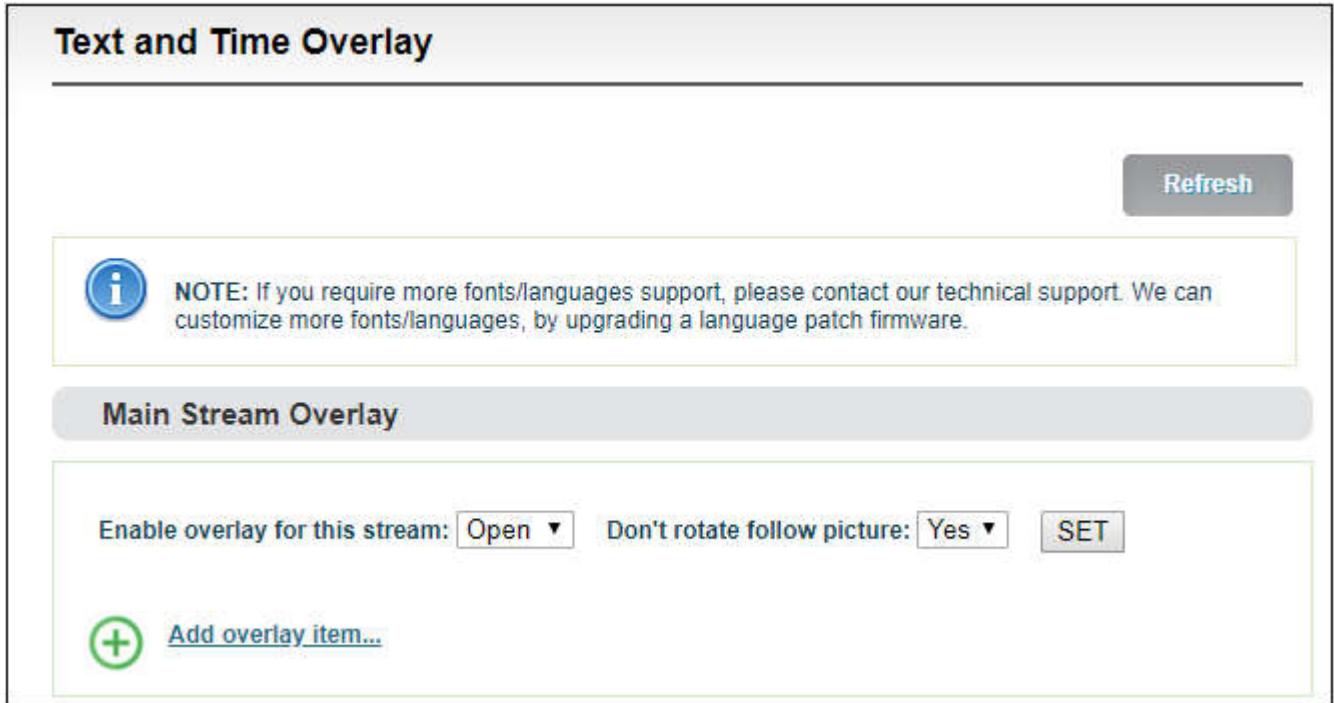 Text and Time Overlay
Refresh
NOTE: If you require more fonts/languages support, please contact our technical support. We can
customize more fonts/languages, by upgrading a language patch firmware.
Main Stream Overlay
Enable overlay for this stream: Open ▼ Don't rotate follow picture: Yes ▼ SET
Add overlay item...